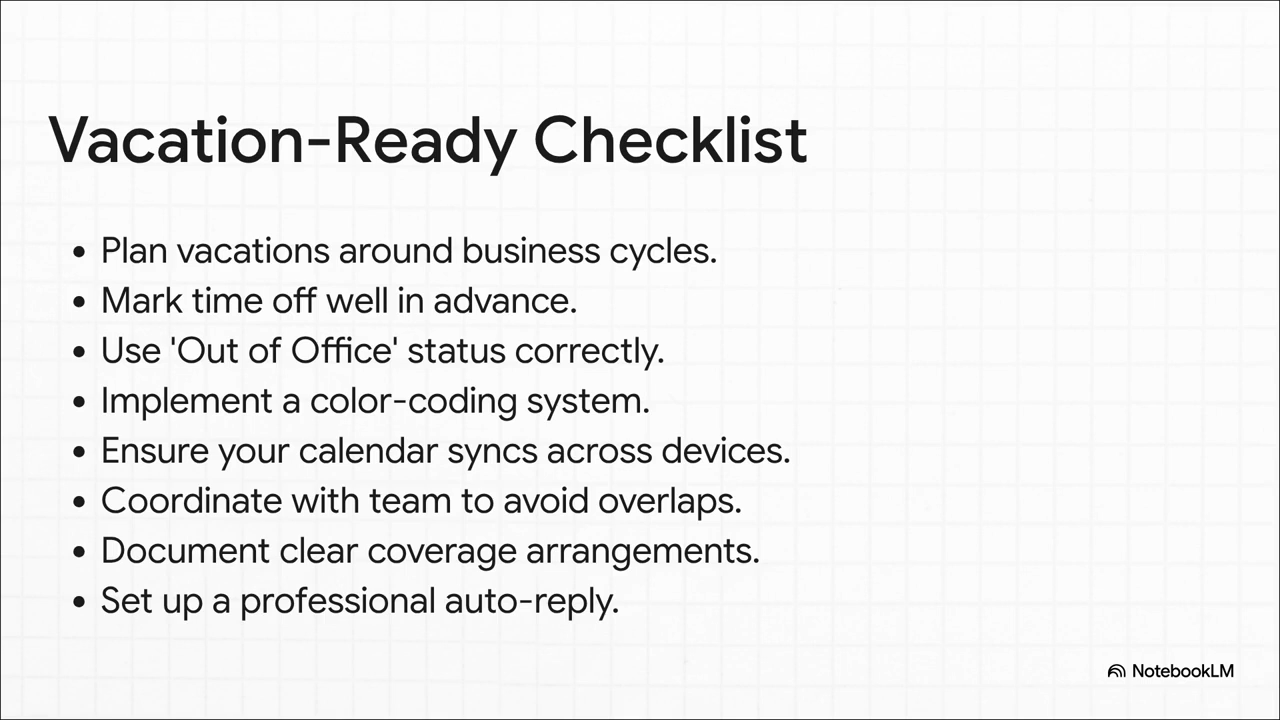 Vacation-Ready Checklist
• Plan vacations around business cycles.
• Mark time off well in advance.
• Use 'Out of Office' status correctly.
• Implement a color-coding system.
• Ensure your calendar syncs across devices.
• Coordinate with team to avoid overlaps.
• Document clear coverage arrangements.
• Set up a professional auto-reply.
NotebookLM